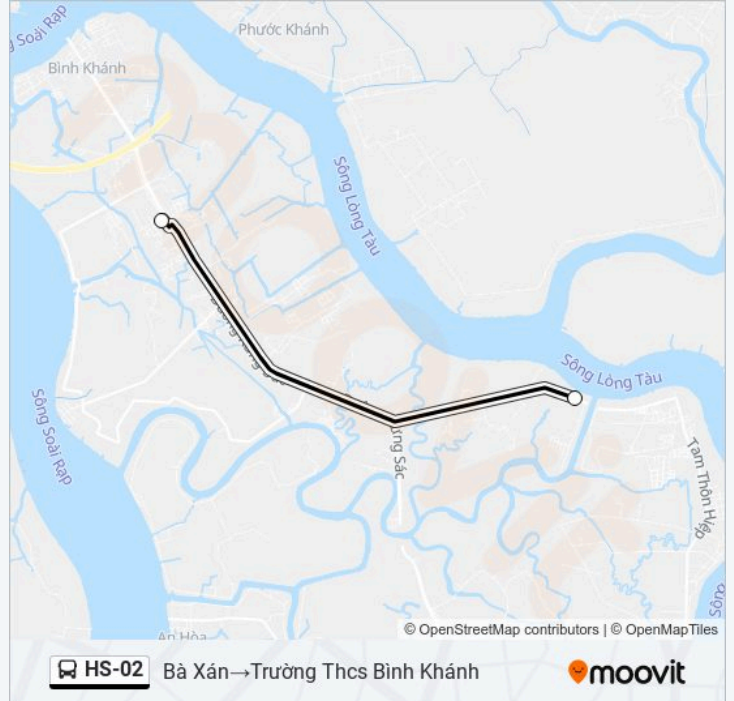 Soài Rạp
Phước Khánh
Bình Khánh
Sông Lòng Tàu
Sông Lòng Tàu
Sông Soài Rạp
Sác
Tam Thôn Hiệp
Sông
An Hòa
© OpenStreetMap contributors | © OpenMapTiles
HS-02 Bà Xán→Trường Thcs Bình Khánh moovit